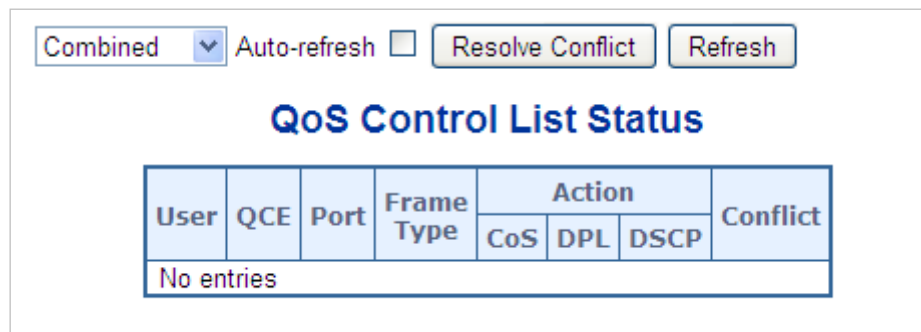 Combined Auto-refresh Resolve Conflict Refresh
QoS Control List Status
User QCE Port Frame Type Action Conflict
CoS DPL DSCP
No entries